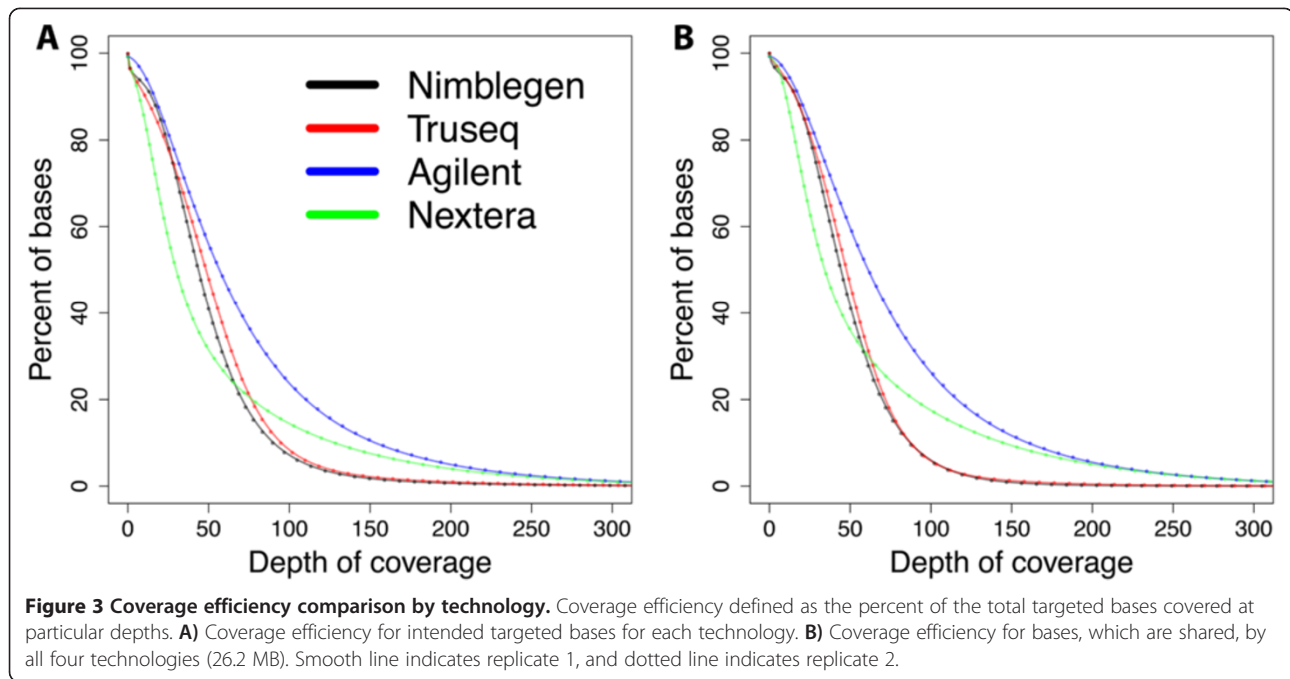 A
Percent of bases
100
80
60
40
20
0
Nimblegen
Truseq
Agilent
Nextera
0 50 100 150 200 250 300
Depth of coverage
B
Percent of bases
100
80
60
40
20
0
0 50 100 150 200 250 300
Depth of coverage
Figure 3 Coverage efficiency comparison by technology. Coverage efficiency defined as the percent of the total targeted bases covered at
particular depths. A) Coverage efficiency for intended targeted bases for each technology. B) Coverage efficiency for bases, which are shared, by
all four technologies (26.2 MB). Smooth line indicates replicate 1, and dotted line indicates replicate 2.